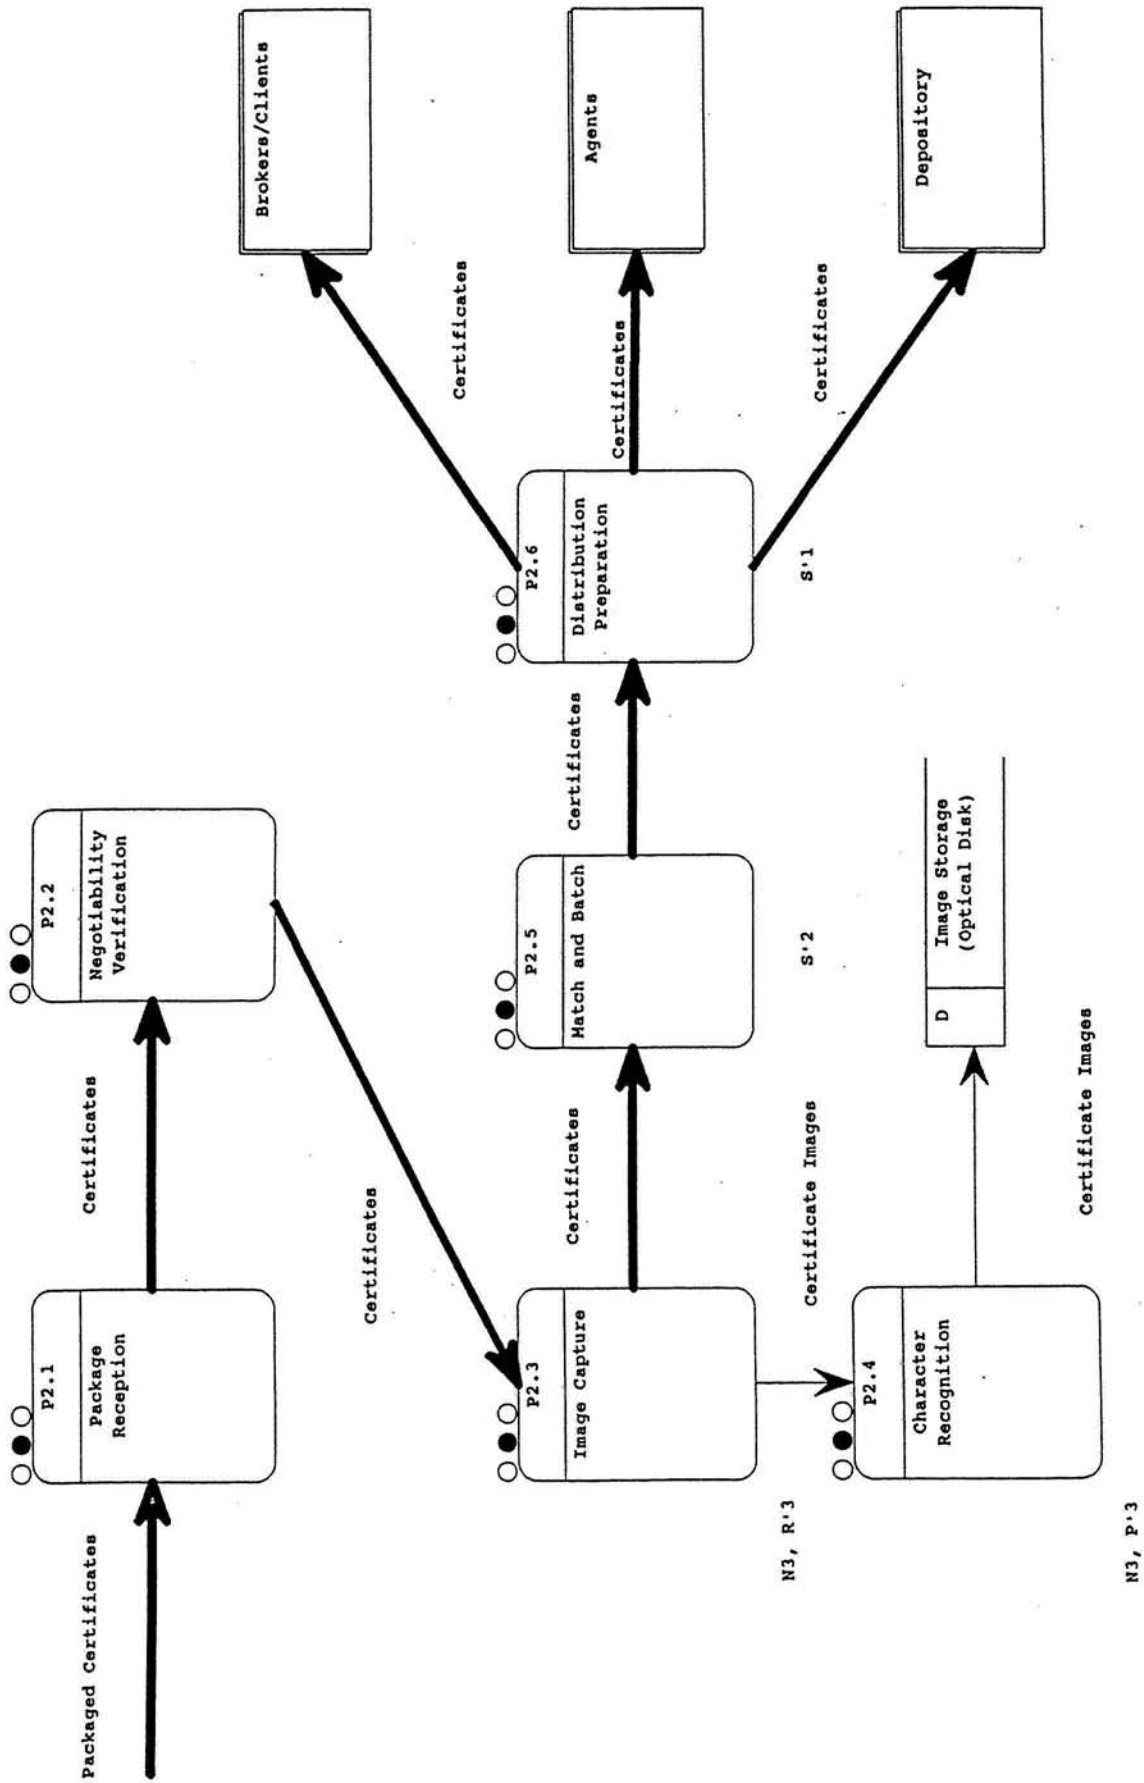 Packaged Certificates
P2.1
Package
Reception
Certificates
P2.2
Negotiability
Verification
Certificates
P2.3
Image Capture
N3, R'3
Certificates
P2.5
Match and Batch
S'2
Certificates
P2.6
Distribution
Preparation
S'1
Certificates
Brokers/Clients
Certificates
Agents
Certificates
Depository
Certificate Images
P2.4
Character
Recognition
N3, P'3
Certificate Images
D
Image Storage
(Optical Disk)